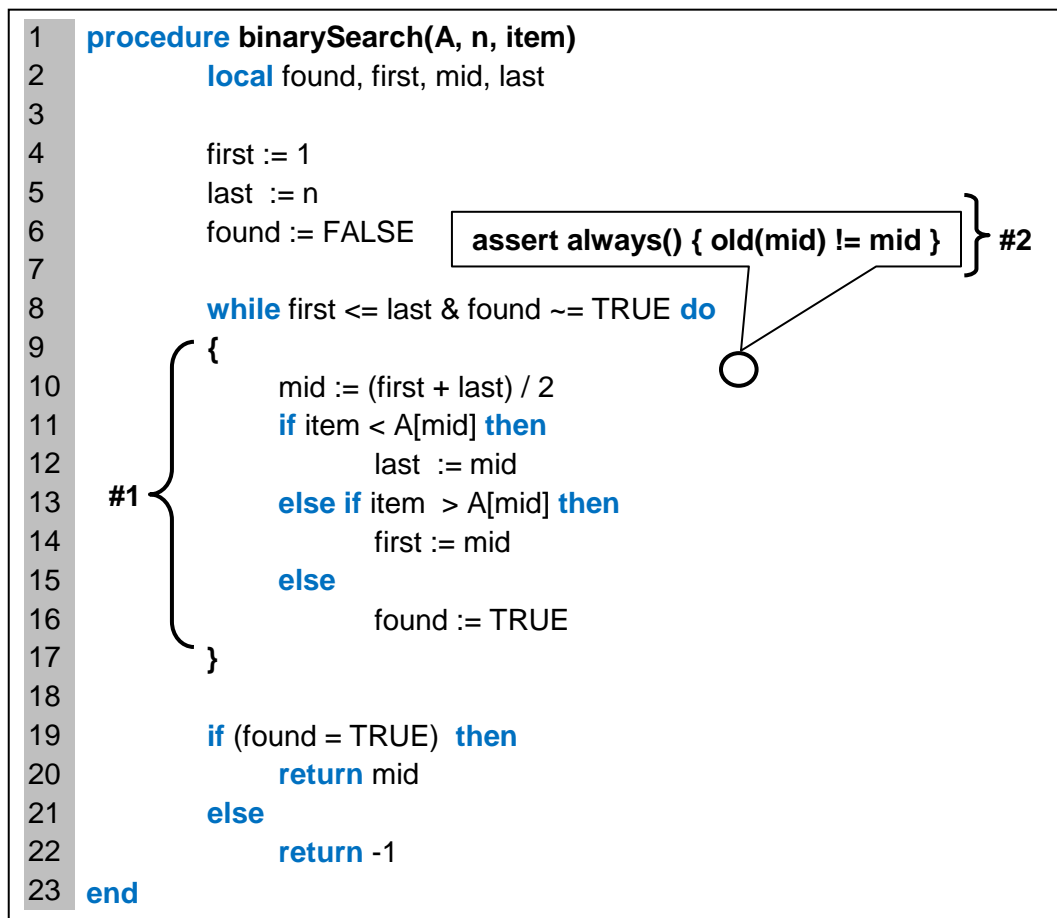 1 procedure binarySearch(A, n, item)
2 local found, first, mid, last
3
4 first := 1
5 last := n
6 found := FALSE
assert always() { old(mid) != mid }
#2
7
8 while first <= last & found ~= TRUE do
9 {
10 mid := (first + last) / 2
11 if item < A[mid] then
12 last := mid
#1
13 else if item > A[mid] then
14 first := mid
15 else
16 found := TRUE
17 }
18
19 if (found = TRUE) then
20 return mid
21 else
22 return -1
23 end